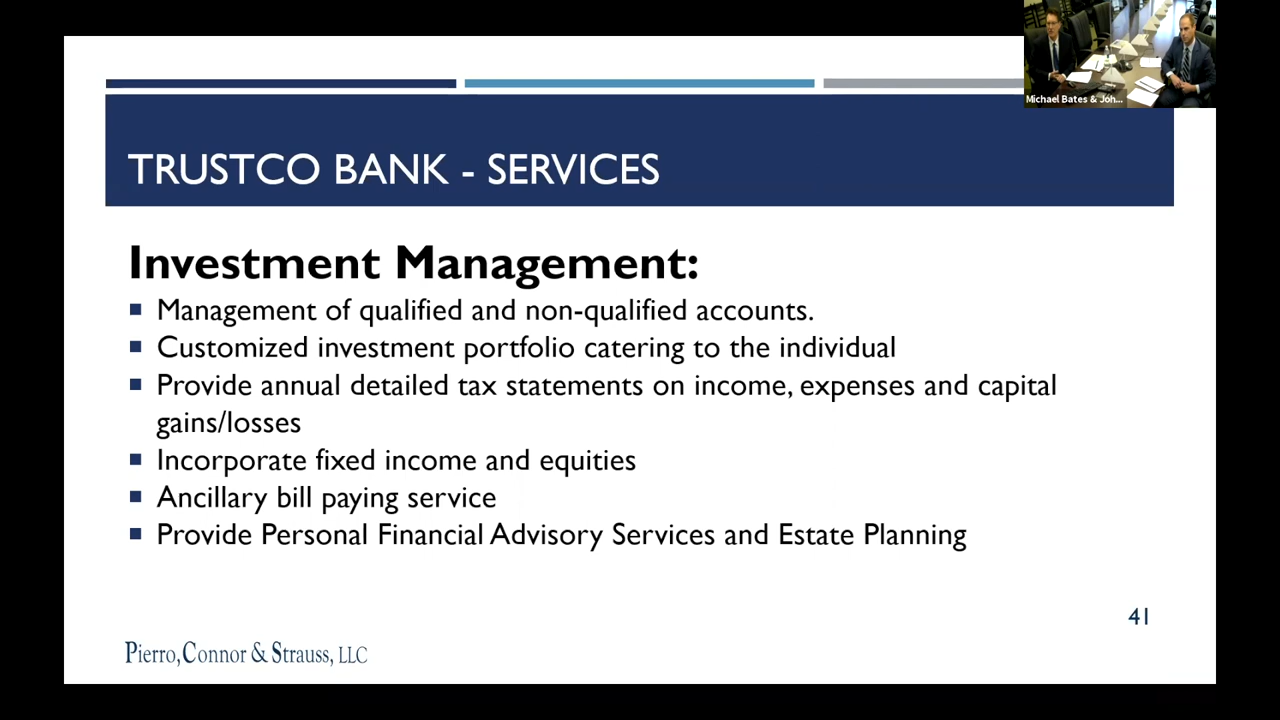 Michael Bates & Joh...
TRUSTCO BANK - SERVICES
Investment Management:
Management of qualified and non-qualified accounts.
Customized investment portfolio catering to the individual
Provide annual detailed tax statements on income, expenses and capital
gains/losses
Incorporate fixed income and equities
Ancillary bill paying service
Provide Personal Financial Advisory Services and Estate Planning
41
Pierro, Connor & Strauss, LLC